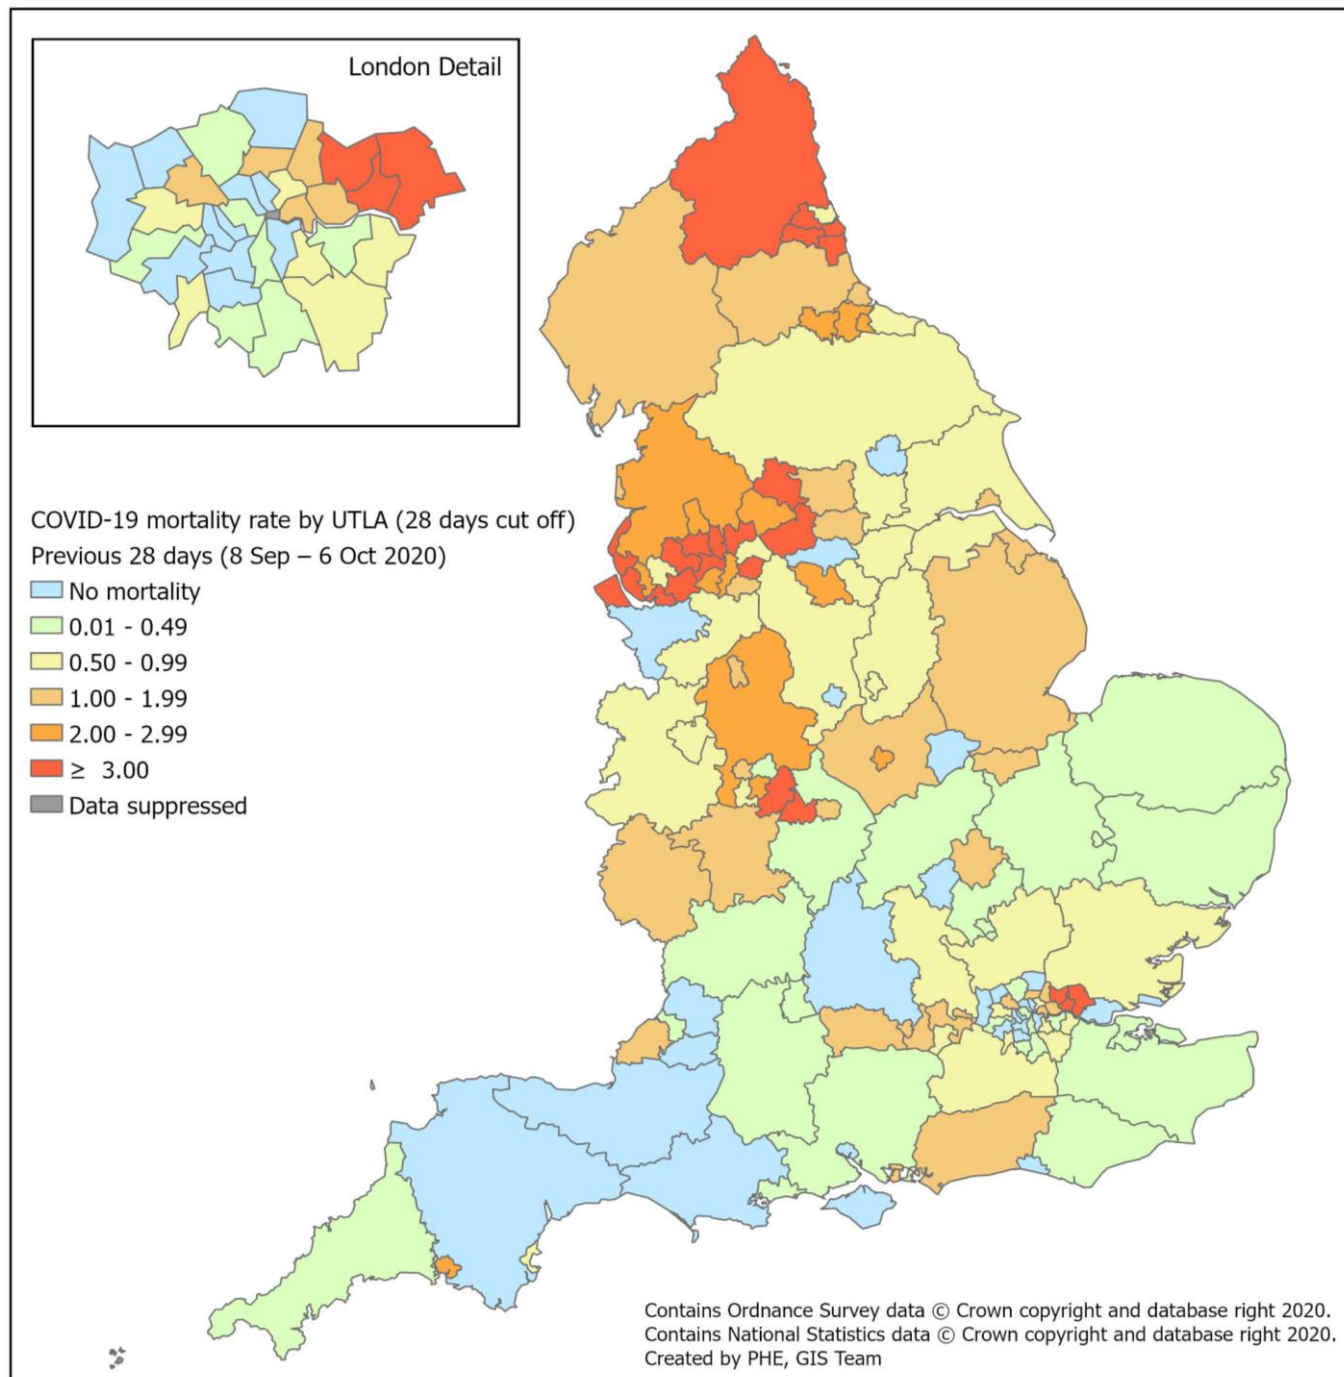 London Detail
COVID-19 mortality rate by UTLA (28 days cut off)
Previous 28 days (8 Sep – 6 Oct 2020)
No mortality
0.01 - 0.49
0.50 - 0.99
1.00 - 1.99
2.00 - 2.99
≥ 3.00
Data suppressed
Contains Ordnance Survey data © Crown copyright and database right 2020.
Contains National Statistics data © Crown copyright and database right 2020.
Created by PHE, GIS Team